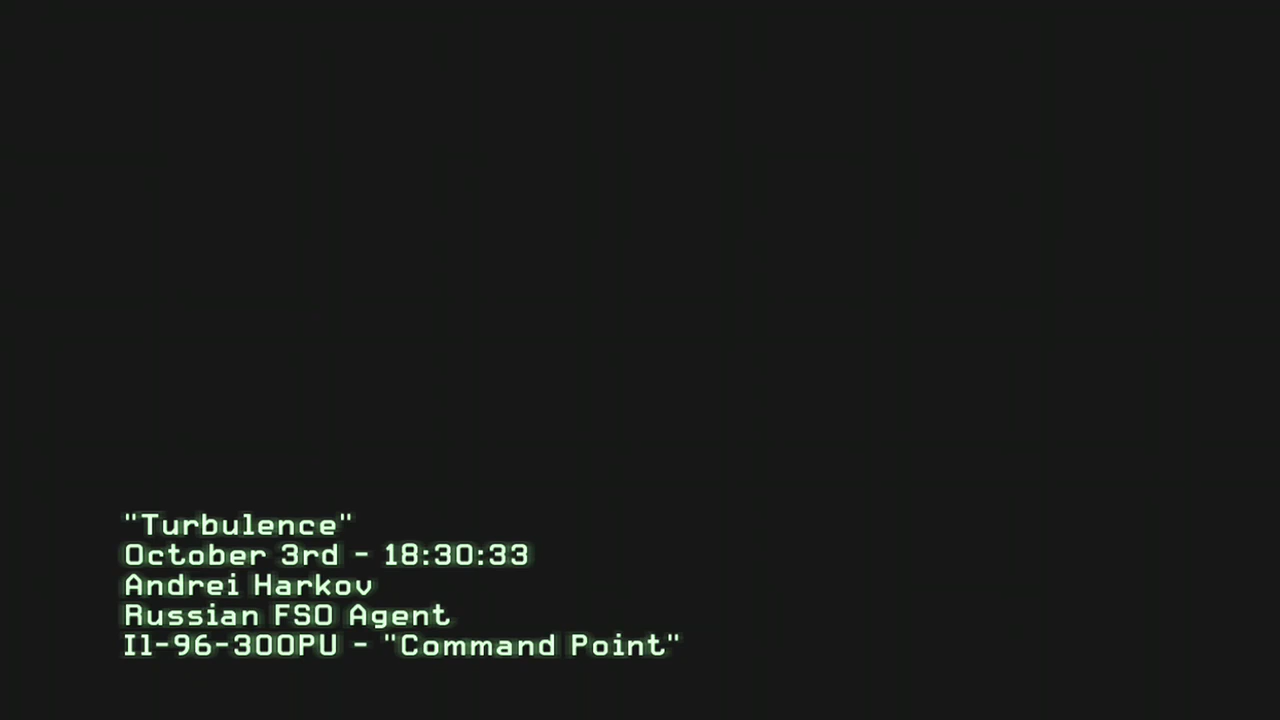 "Turbulence"
October 3rd - 18:30:33
Andrei Harkov
Russian FSO Agent
Il-96-300PU - "Command Point"